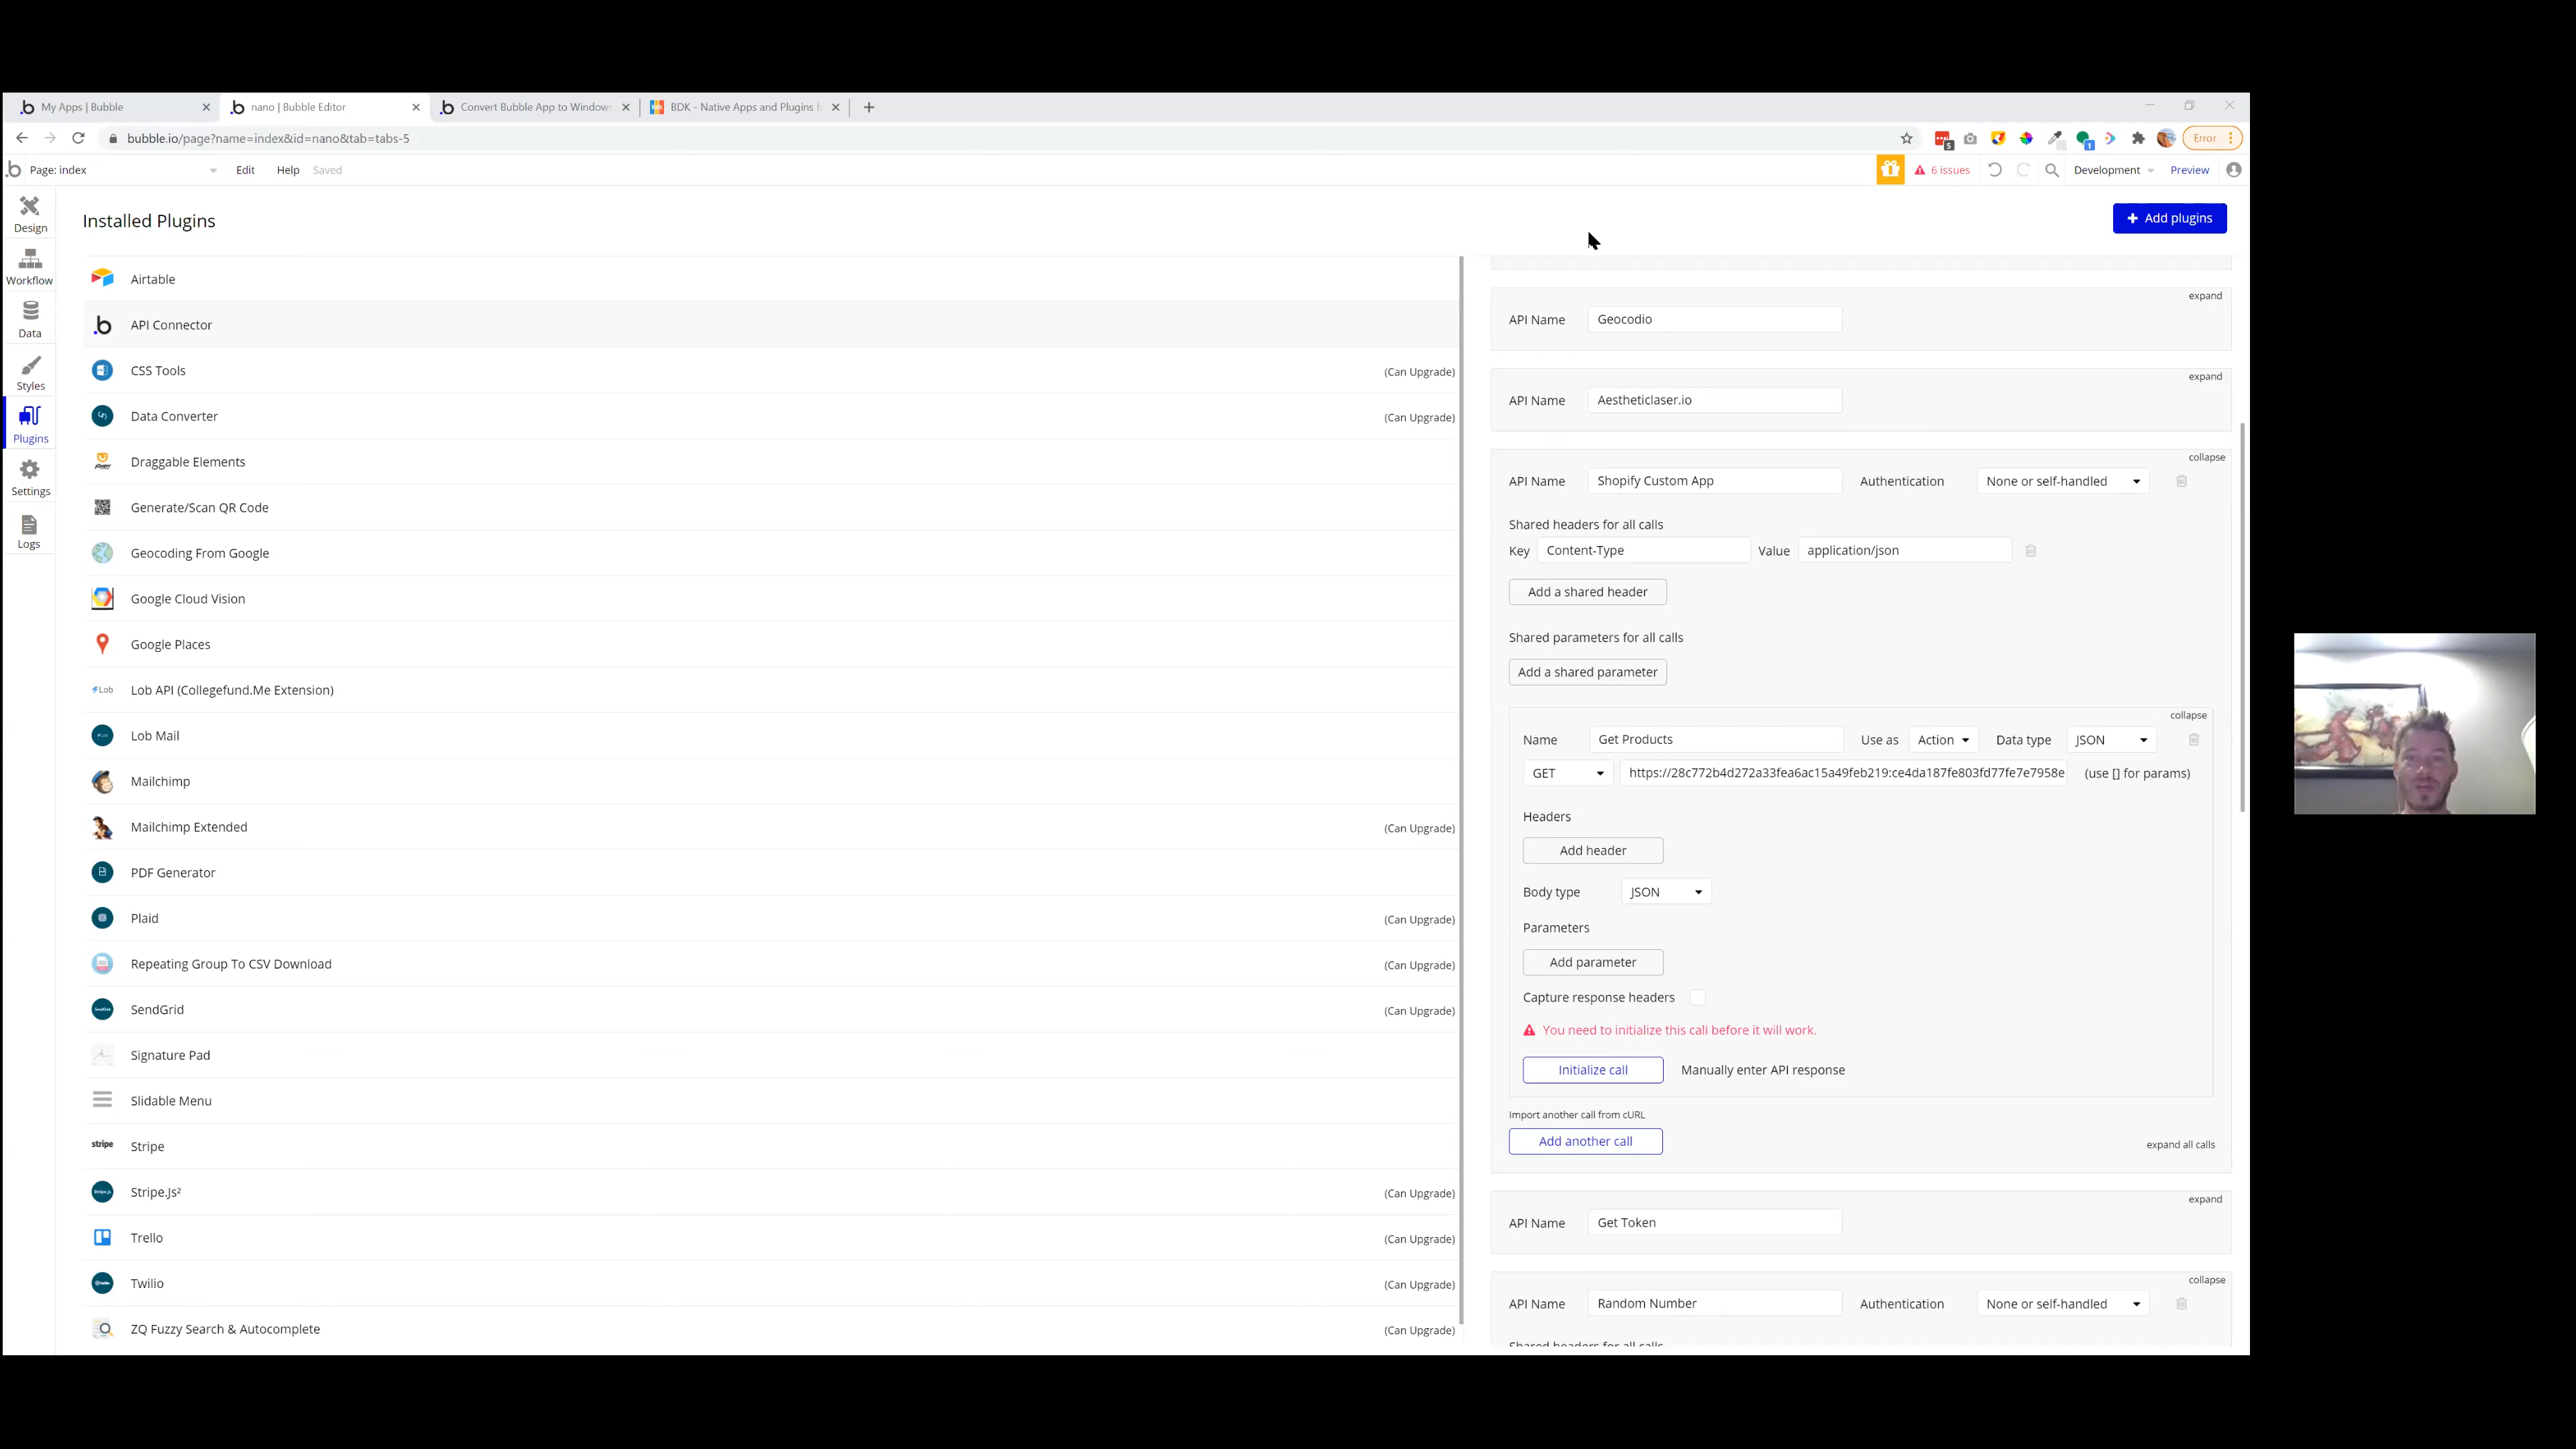 My Apps | Bubble
nano | Bubble Editor
Convert Bubble App to Windows
BDK - Native Apps and Plugins f
bubble.io/page?name=index&id=nano&tab=tabs-5
5
1
Error
Page: index
Edit
Help
Saved
6 issues
Development
Preview
Design
Workflow
Data
Styles
Plugins
Settings
Logs
Installed Plugins
Add plugins
Airtable
API Connector
CSS Tools
(Can Upgrade)
Data Converter
(Can Upgrade)
Draggable Elements
Generate/Scan QR Code
Geocoding From Google
Google Cloud Vision
Google Places
Lob
Lob API (Collegefund.Me Extension)
Lob Mail
Mailchimp
Mailchimp Extended
(Can Upgrade)
PDF Generator
Plaid
(Can Upgrade)
Repeating Group To CSV Download
(Can Upgrade)
SendGrid
(Can Upgrade)
Signature Pad
Slidable Menu
stripe
Stripe
Stripe.Js²
(Can Upgrade)
Trello
(Can Upgrade)
Twilio
(Can Upgrade)
ZQ Fuzzy Search & Autocomplete
(Can Upgrade)
expand
API Name
Geocodio
expand
API Name
Aestheticlaser.io
collapse
API Name
Shopify Custom App
Authentication
None or self-handled
Shared headers for all calls
Key
Content-Type
Value
application/json
Add a shared header
Shared parameters for all calls
Add a shared parameter
collapse
Name
Get Products
Use as
Action
Data type
JSON
GET
https://28c772b4d272a33fea6ac15a49feb219:ce4da187fe803fd77fe7e7958e
(use [] for params)
Headers
Add header
Body type
JSON
Parameters
Add parameter
Capture response headers
You need to initialize this call before it will work.
Initialize call
Manually enter API response
Import another call from cURL
Add another call
expand all calls
expand
API Name
Get Token
collapse
API Name
Random Number
Authentication
None or self-handled
Shared headers for all calls